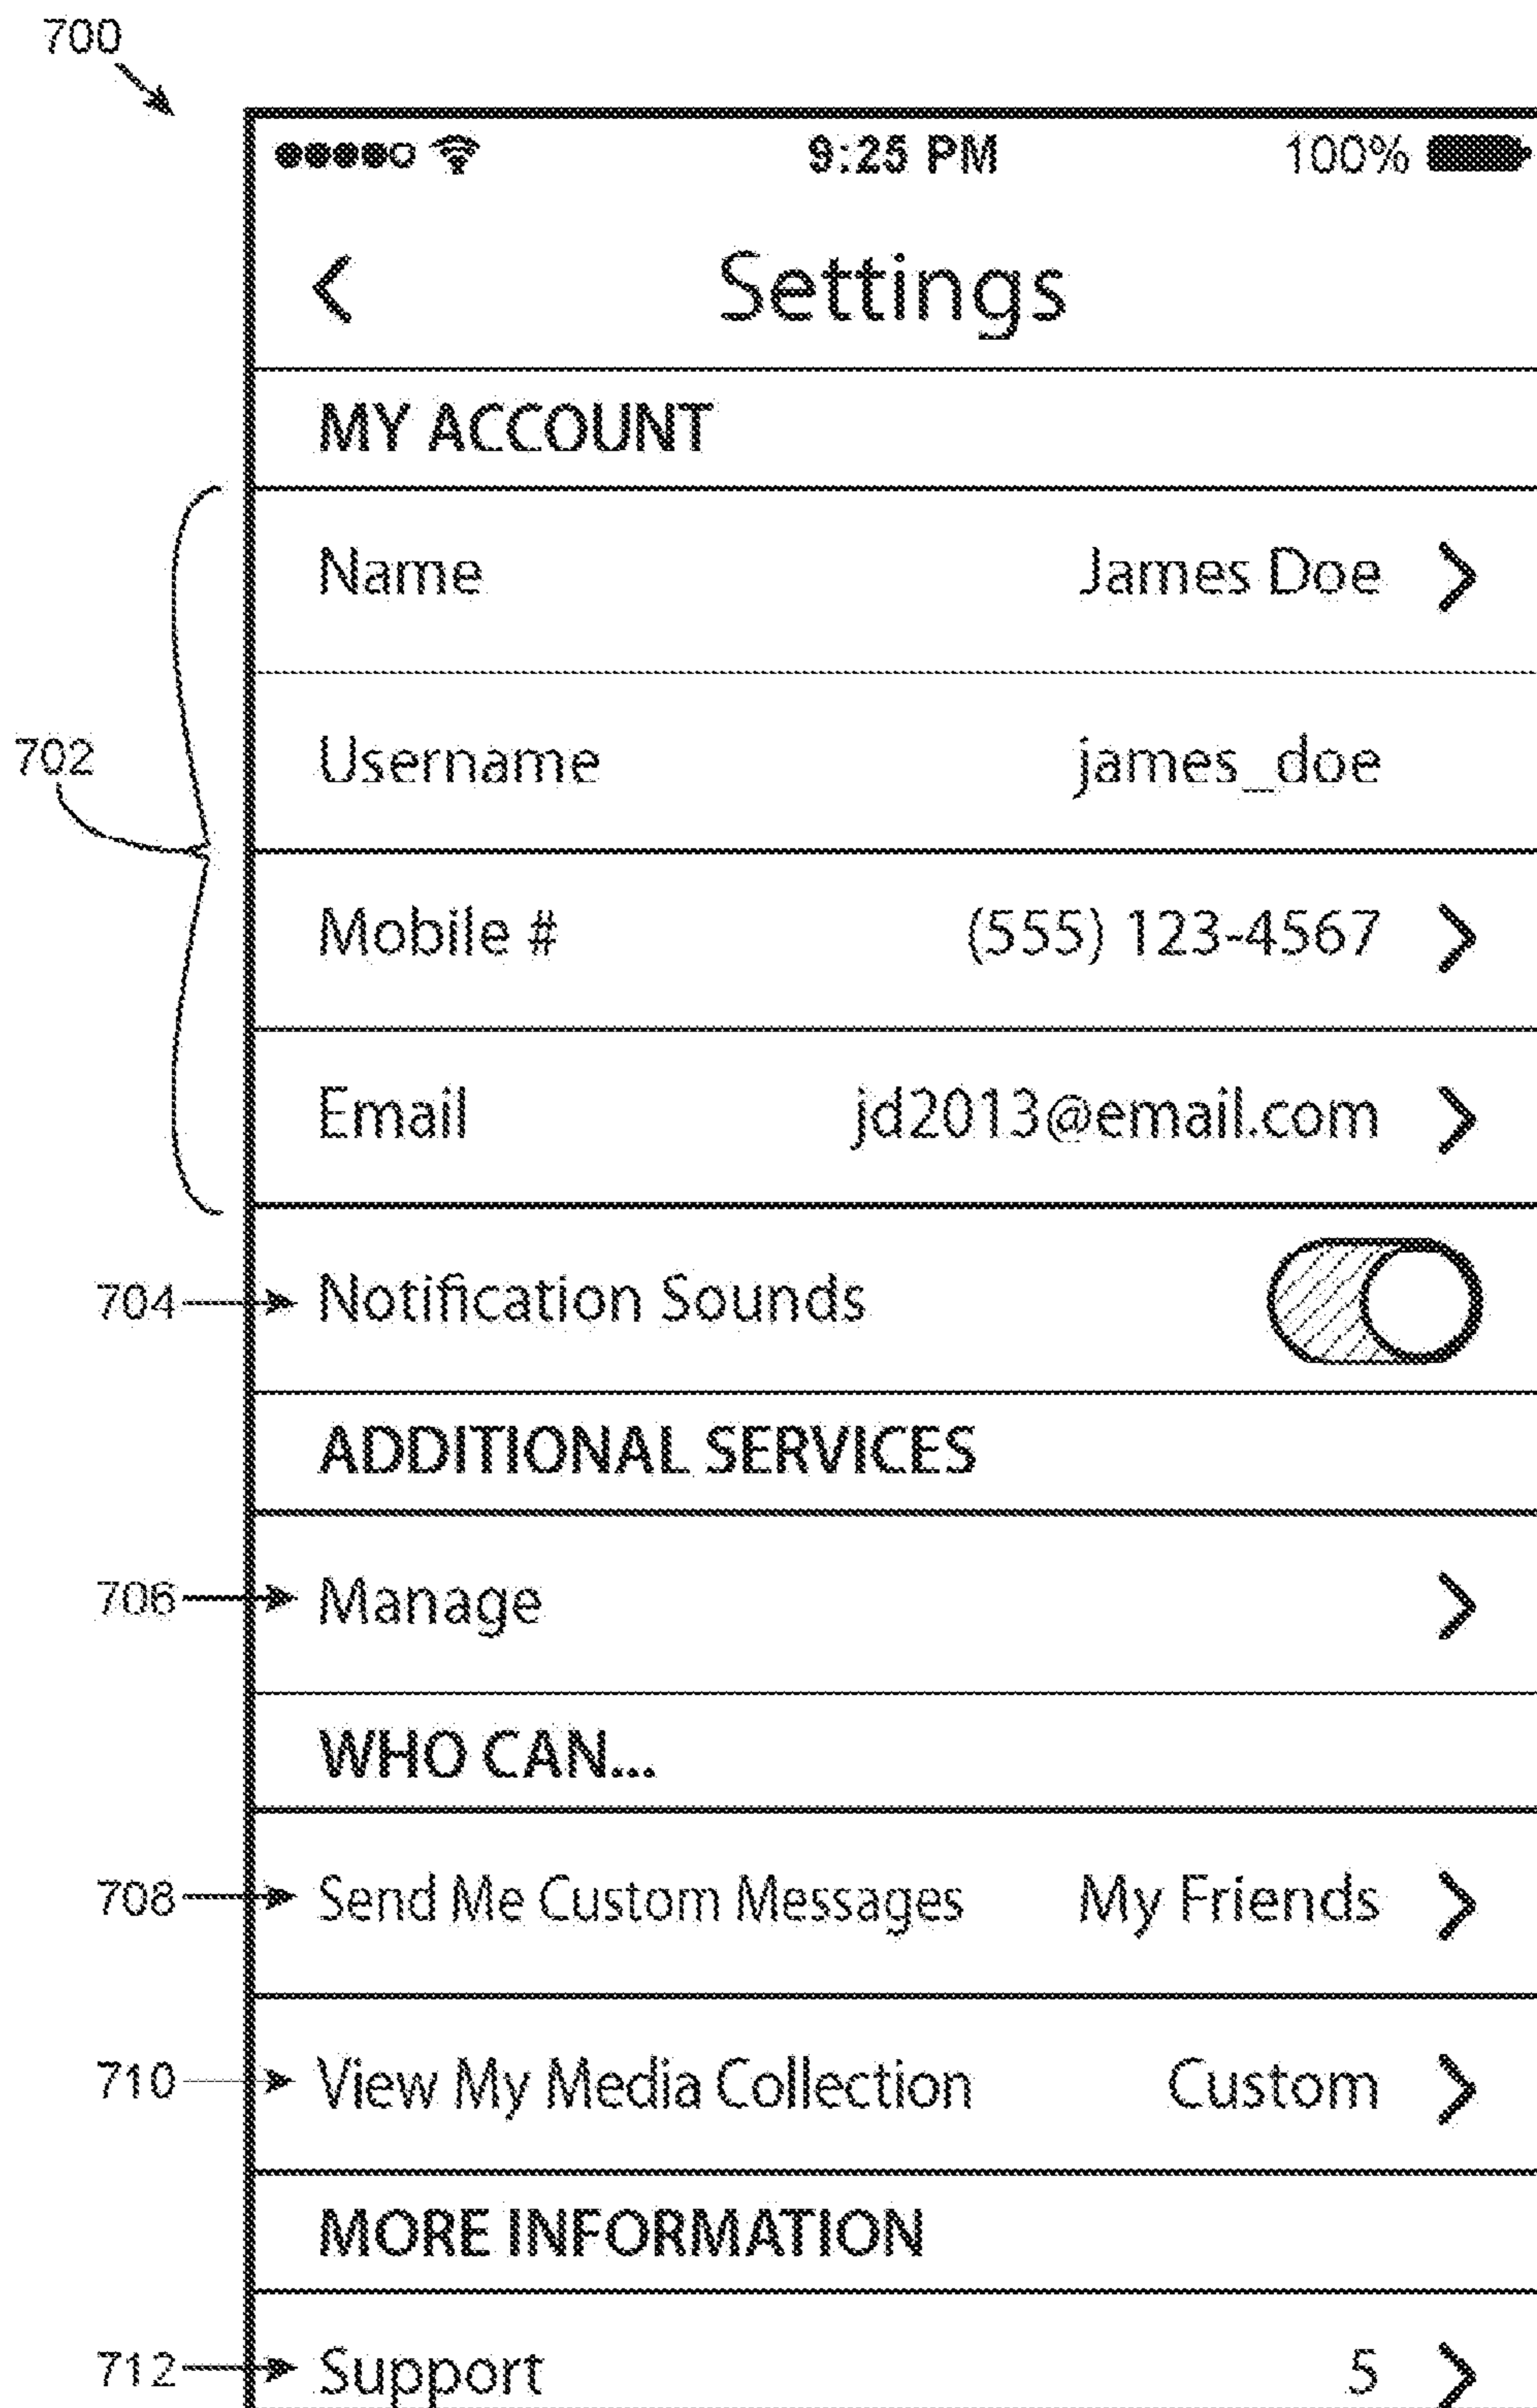 700
9:25 PM 100%
Settings
MY ACCOUNT
Name James Doe
702 Username james_doe
Mobile # (555) 123-4567
Email jd2013@email.com
704 Notification Sounds
ADDITIONAL SERVICES
706 Manage
WHO CAN...
708 Send Me Custom Messages My Friends
710 View My Media Collection Custom
MORE INFORMATION
712 Support 5